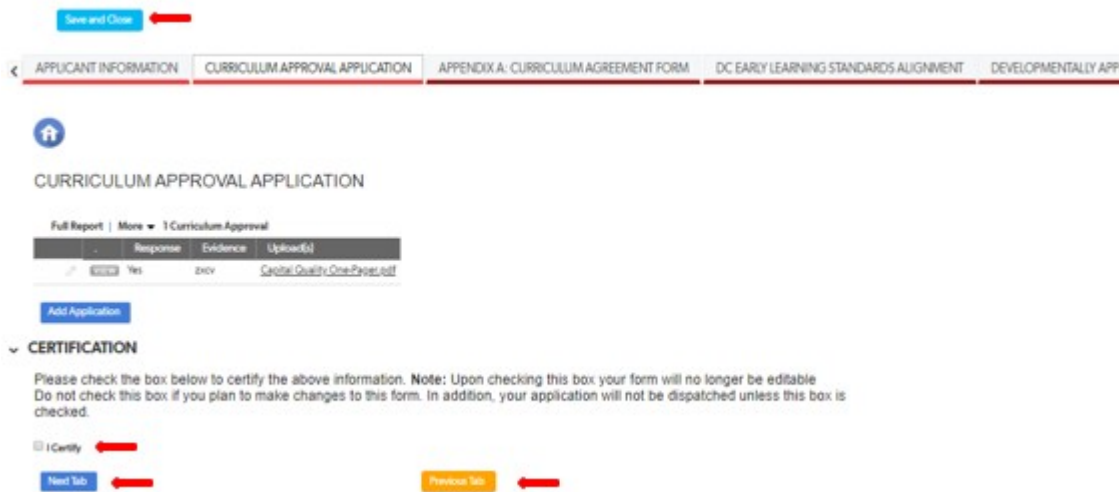 Save and Close
APPLICANT INFORMATION CURRICULUM APPROVAL APPLICATION APPENDIX A: CURRICULUM AGREEMENT FORM DC EARLY LEARNING STANDARDS ALIGNMENT DEVELOPMENTALLY APP
CURRICULUM APPROVAL APPLICATION
Full Report | More 1 Curriculum Approval
. Response Evidence Upload(s)
VIEW Yes zxcv Capital Quality One-Pager.pdf
Add Application
CERTIFICATION
Please check the box below to certify the above information. Note: Upon checking this box your form will no longer be editable
Do not check this box if you plan to make changes to this form. In addition, your application will not be dispatched unless this box is
checked.
I Certify
Next Tab Previous Tab